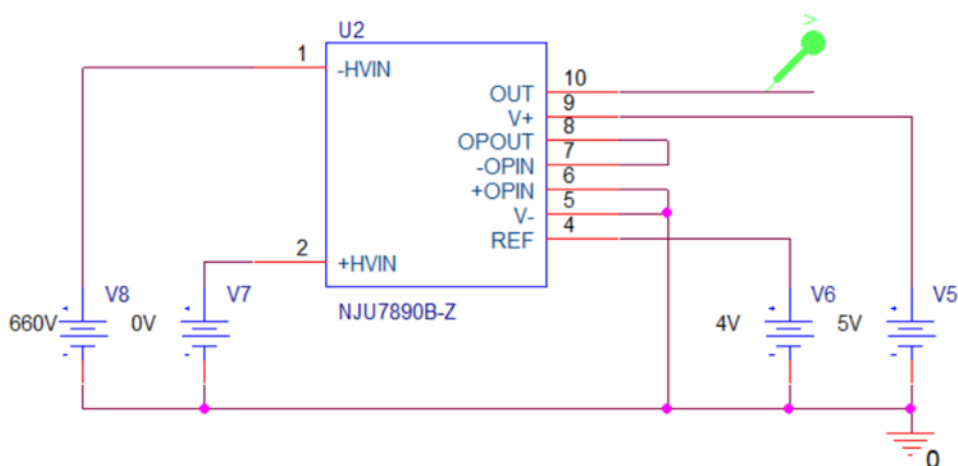 U2
1
-HVIN
OUT
10
V+
9
OPOUT
8
-OPIN
7
+OPIN
6
V-
5
REF
4
2
+HVIN
NJU7890B-Z
V8
660V
V7
0V
V6
4V
V5
5V
V
0